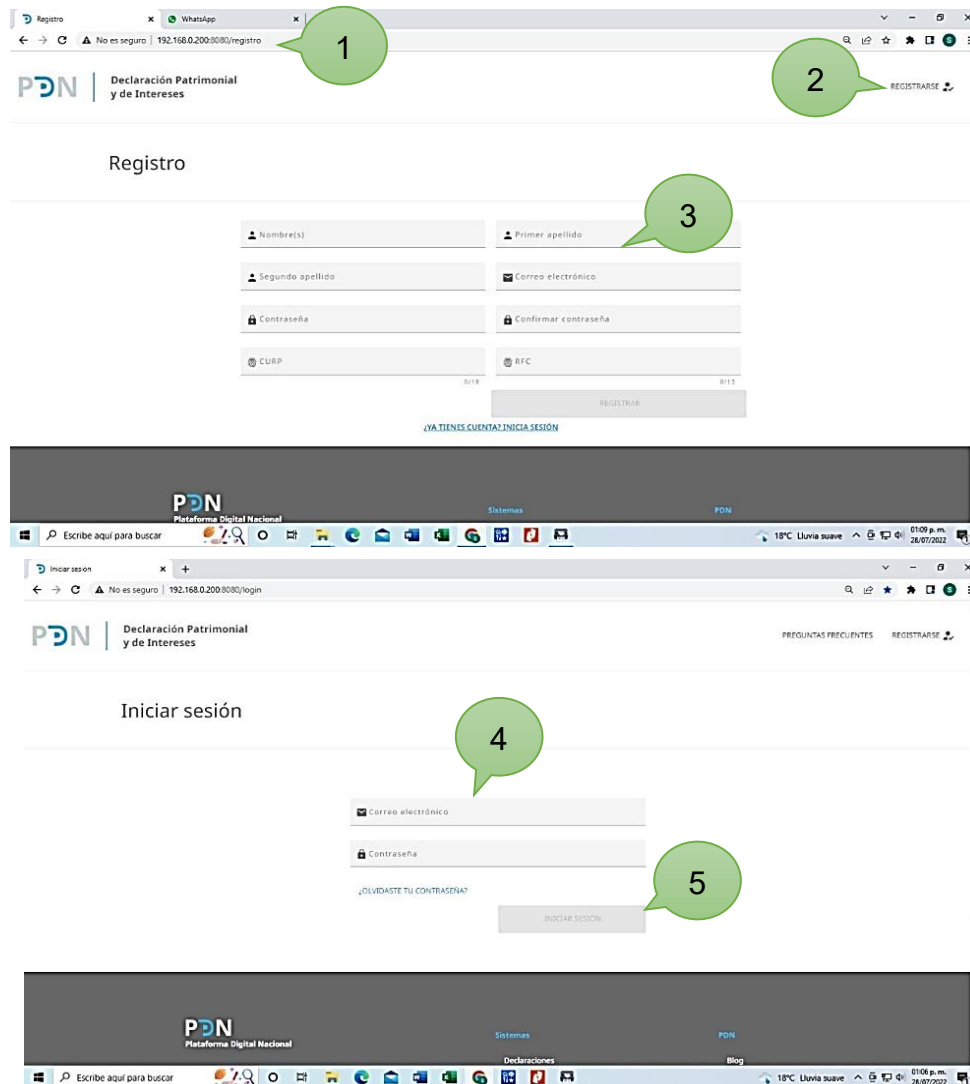 Registro WhatsApp
No es seguro 192.168.0.200:8080/registro
1
2
PDN Declaración Patrimonial
y de Intereses
REGISTRARSE
Registro
3
Nombre(s) Primer apellido
Segundo apellido Correo electrónico
Contraseña Confirmar contraseña
CURP RFC
0/18 0/13
REGISTRAR
¿YA TIENES CUENTA? INICIA SESIÓN
PDN
Plataforma Digital Nacional
Sistemas PDN
Escribe aquí para buscar
18°C Lluvia suave 01:09 p. m.
28/07/2022
Iniciar sesión
No es seguro 192.168.0.200:8080/login
PDN Declaración Patrimonial
y de Intereses
PREGUNTAS FRECUENTES REGISTRARSE
Iniciar sesión
4
Correo electrónico
Contraseña
¿OLVIDASTE TU CONTRASEÑA?
5
INICIAR SESIÓN
PDN
Plataforma Digital Nacional
Sistemas PDN
Declaraciones Blog
Escribe aquí para buscar
18°C Lluvia suave 01:06 p. m.
28/07/2022